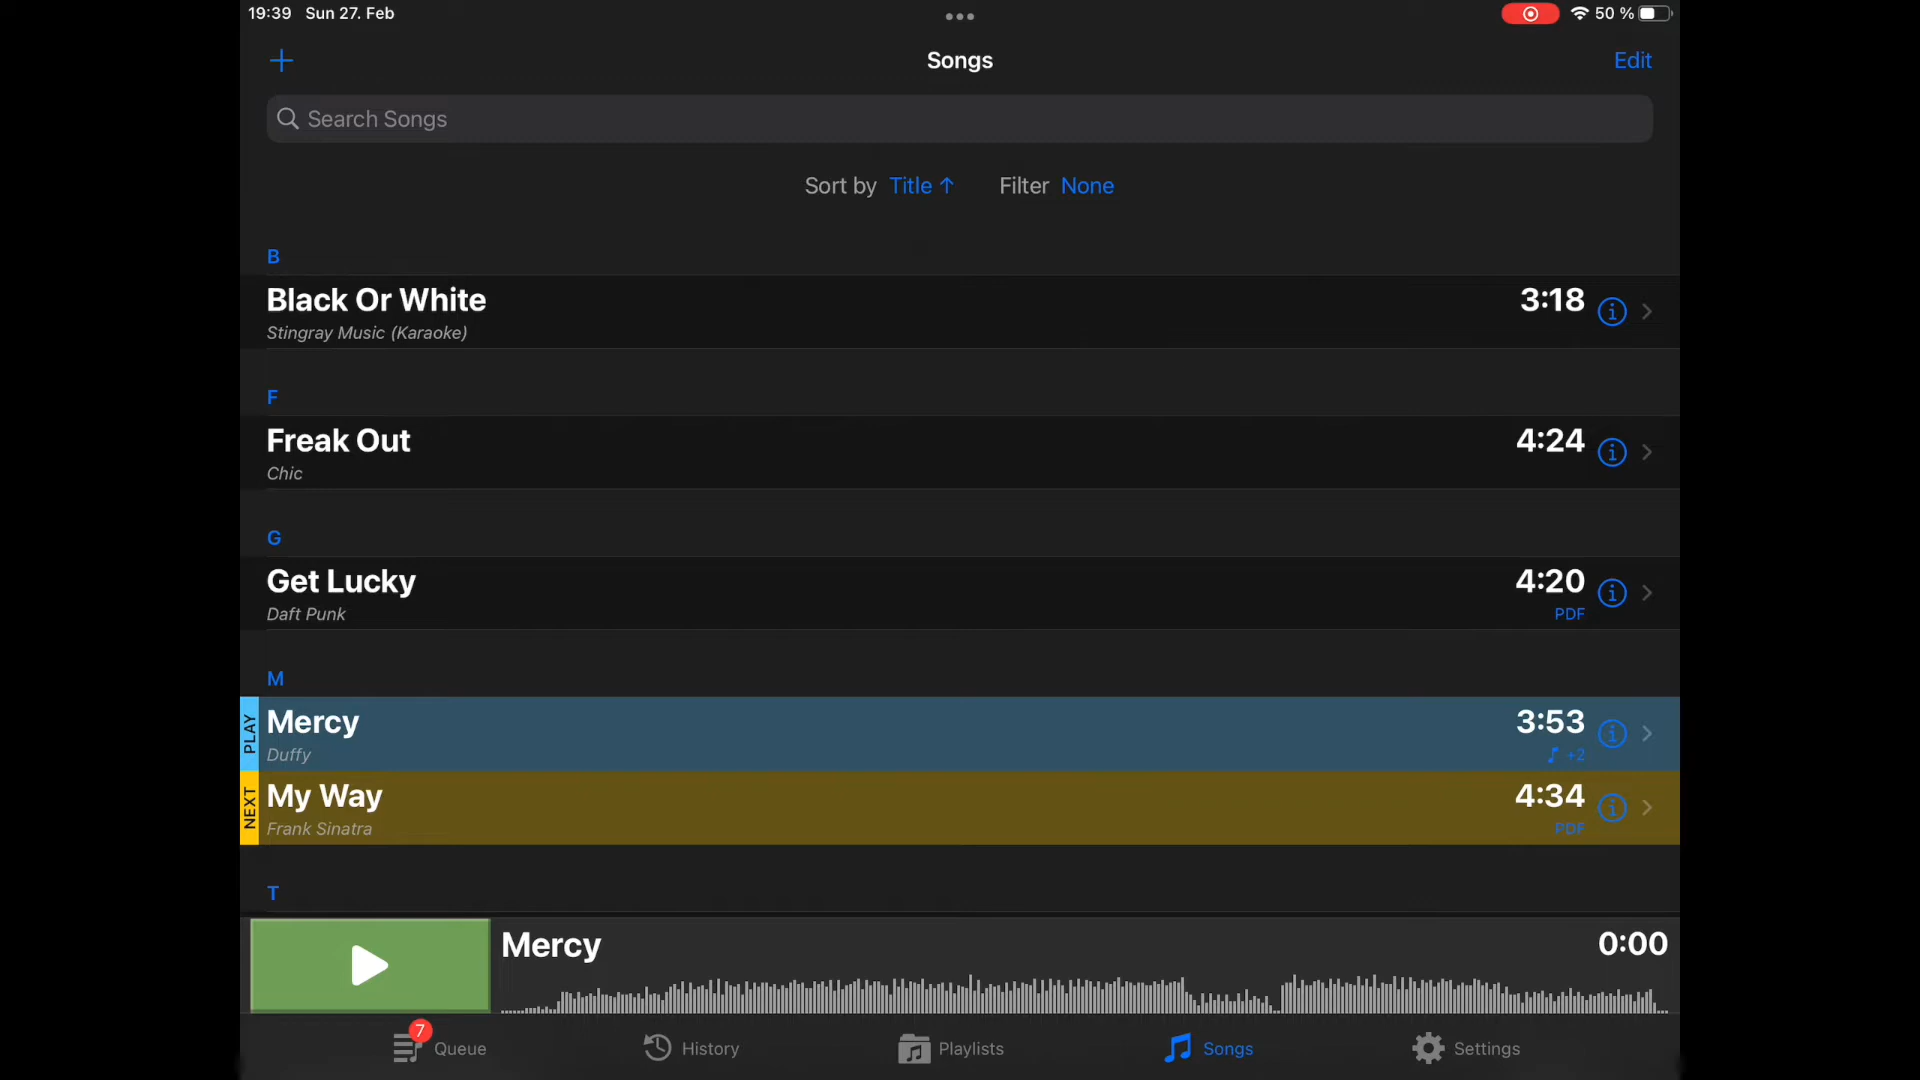 19:39 Sun 27. Feb
50 %
Songs
Edit
Search Songs
Sort by Title ↑ Filter None
B
Black Or White 3:18
Stingray Music (Karaoke)
F
Freak Out 4:24
Chic
G
Get Lucky 4:20
Daft Punk PDF
M
PLAY
Mercy 3:53
Duffy +2
NEXT
My Way 4:34
Frank Sinatra PDF
T
Mercy 0:00
7
Queue History Playlists Songs Settings